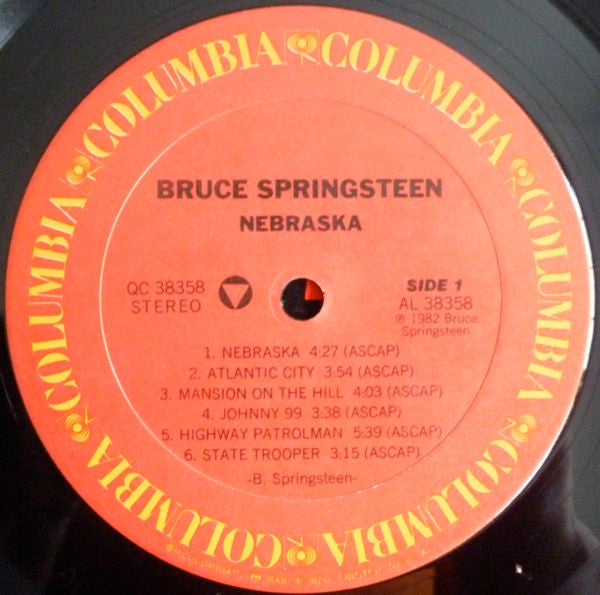 COLUMBIA COLUMBIA COLUMBIA COLUMBIA COLUMBIA COLUMBIA COLUMBIA COLUMBIA
BRUCE SPRINGSTEEN
NEBRASKA
QC 38358
STEREO
SIDE 1
AL 38358
℗ 1982 Bruce
Springsteen
1. NEBRASKA 4:27 (ASCAP)
2. ATLANTIC CITY 3:54 (ASCAP)
3. MANSION ON THE HILL 4:03 (ASCAP)
4. JOHNNY 99 3:38 (ASCAP)
5. HIGHWAY PATROLMAN 5:39 (ASCAP)
6. STATE TROOPER 3:15 (ASCAP)
-B. Springsteen-